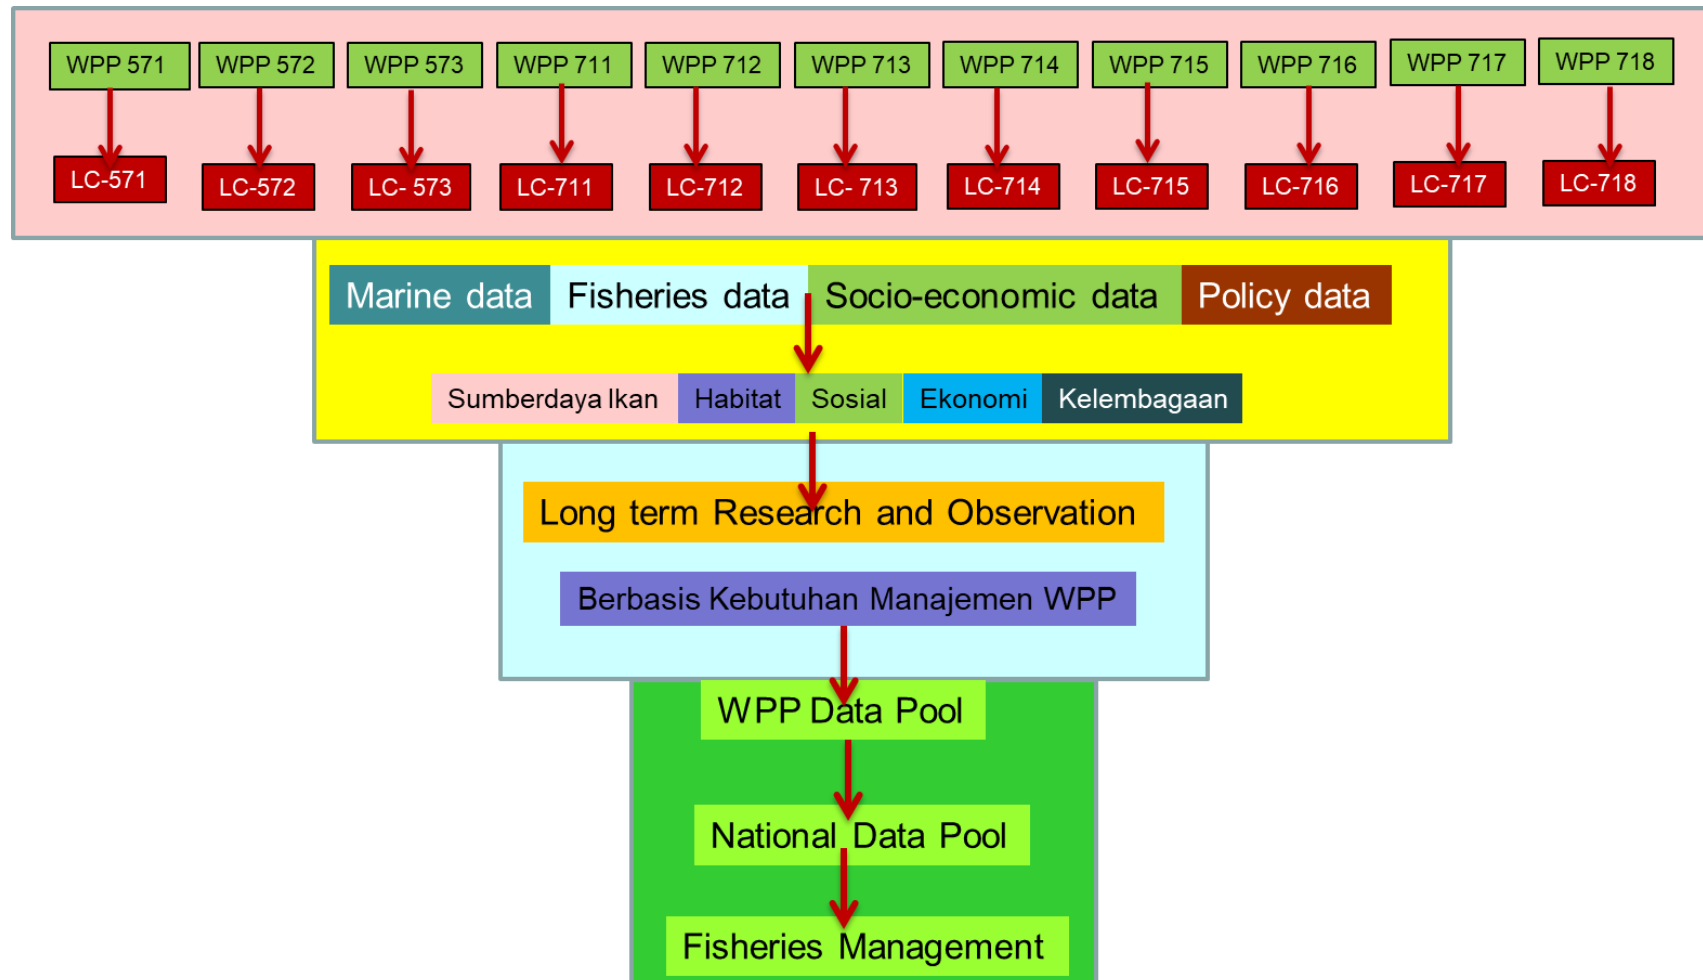 WPP 571 WPP 572 WPP 573 WPP 711 WPP 712 WPP 713 WPP 714 WPP 715 WPP 716 WPP 717 WPP 718
LC-571 LC-572 LC- 573 LC-711 LC-712 LC- 713 LC-714 LC-715 LC-716 LC-717 LC-718
Marine data Fisheries data Socio-economic data Policy data
Sumberdaya Ikan Habitat Sosial Ekonomi Kelembagaan
Long term Research and Observation
Berbasis Kebutuhan Manajemen WPP
WPP Data Pool
National Data Pool
Fisheries Management